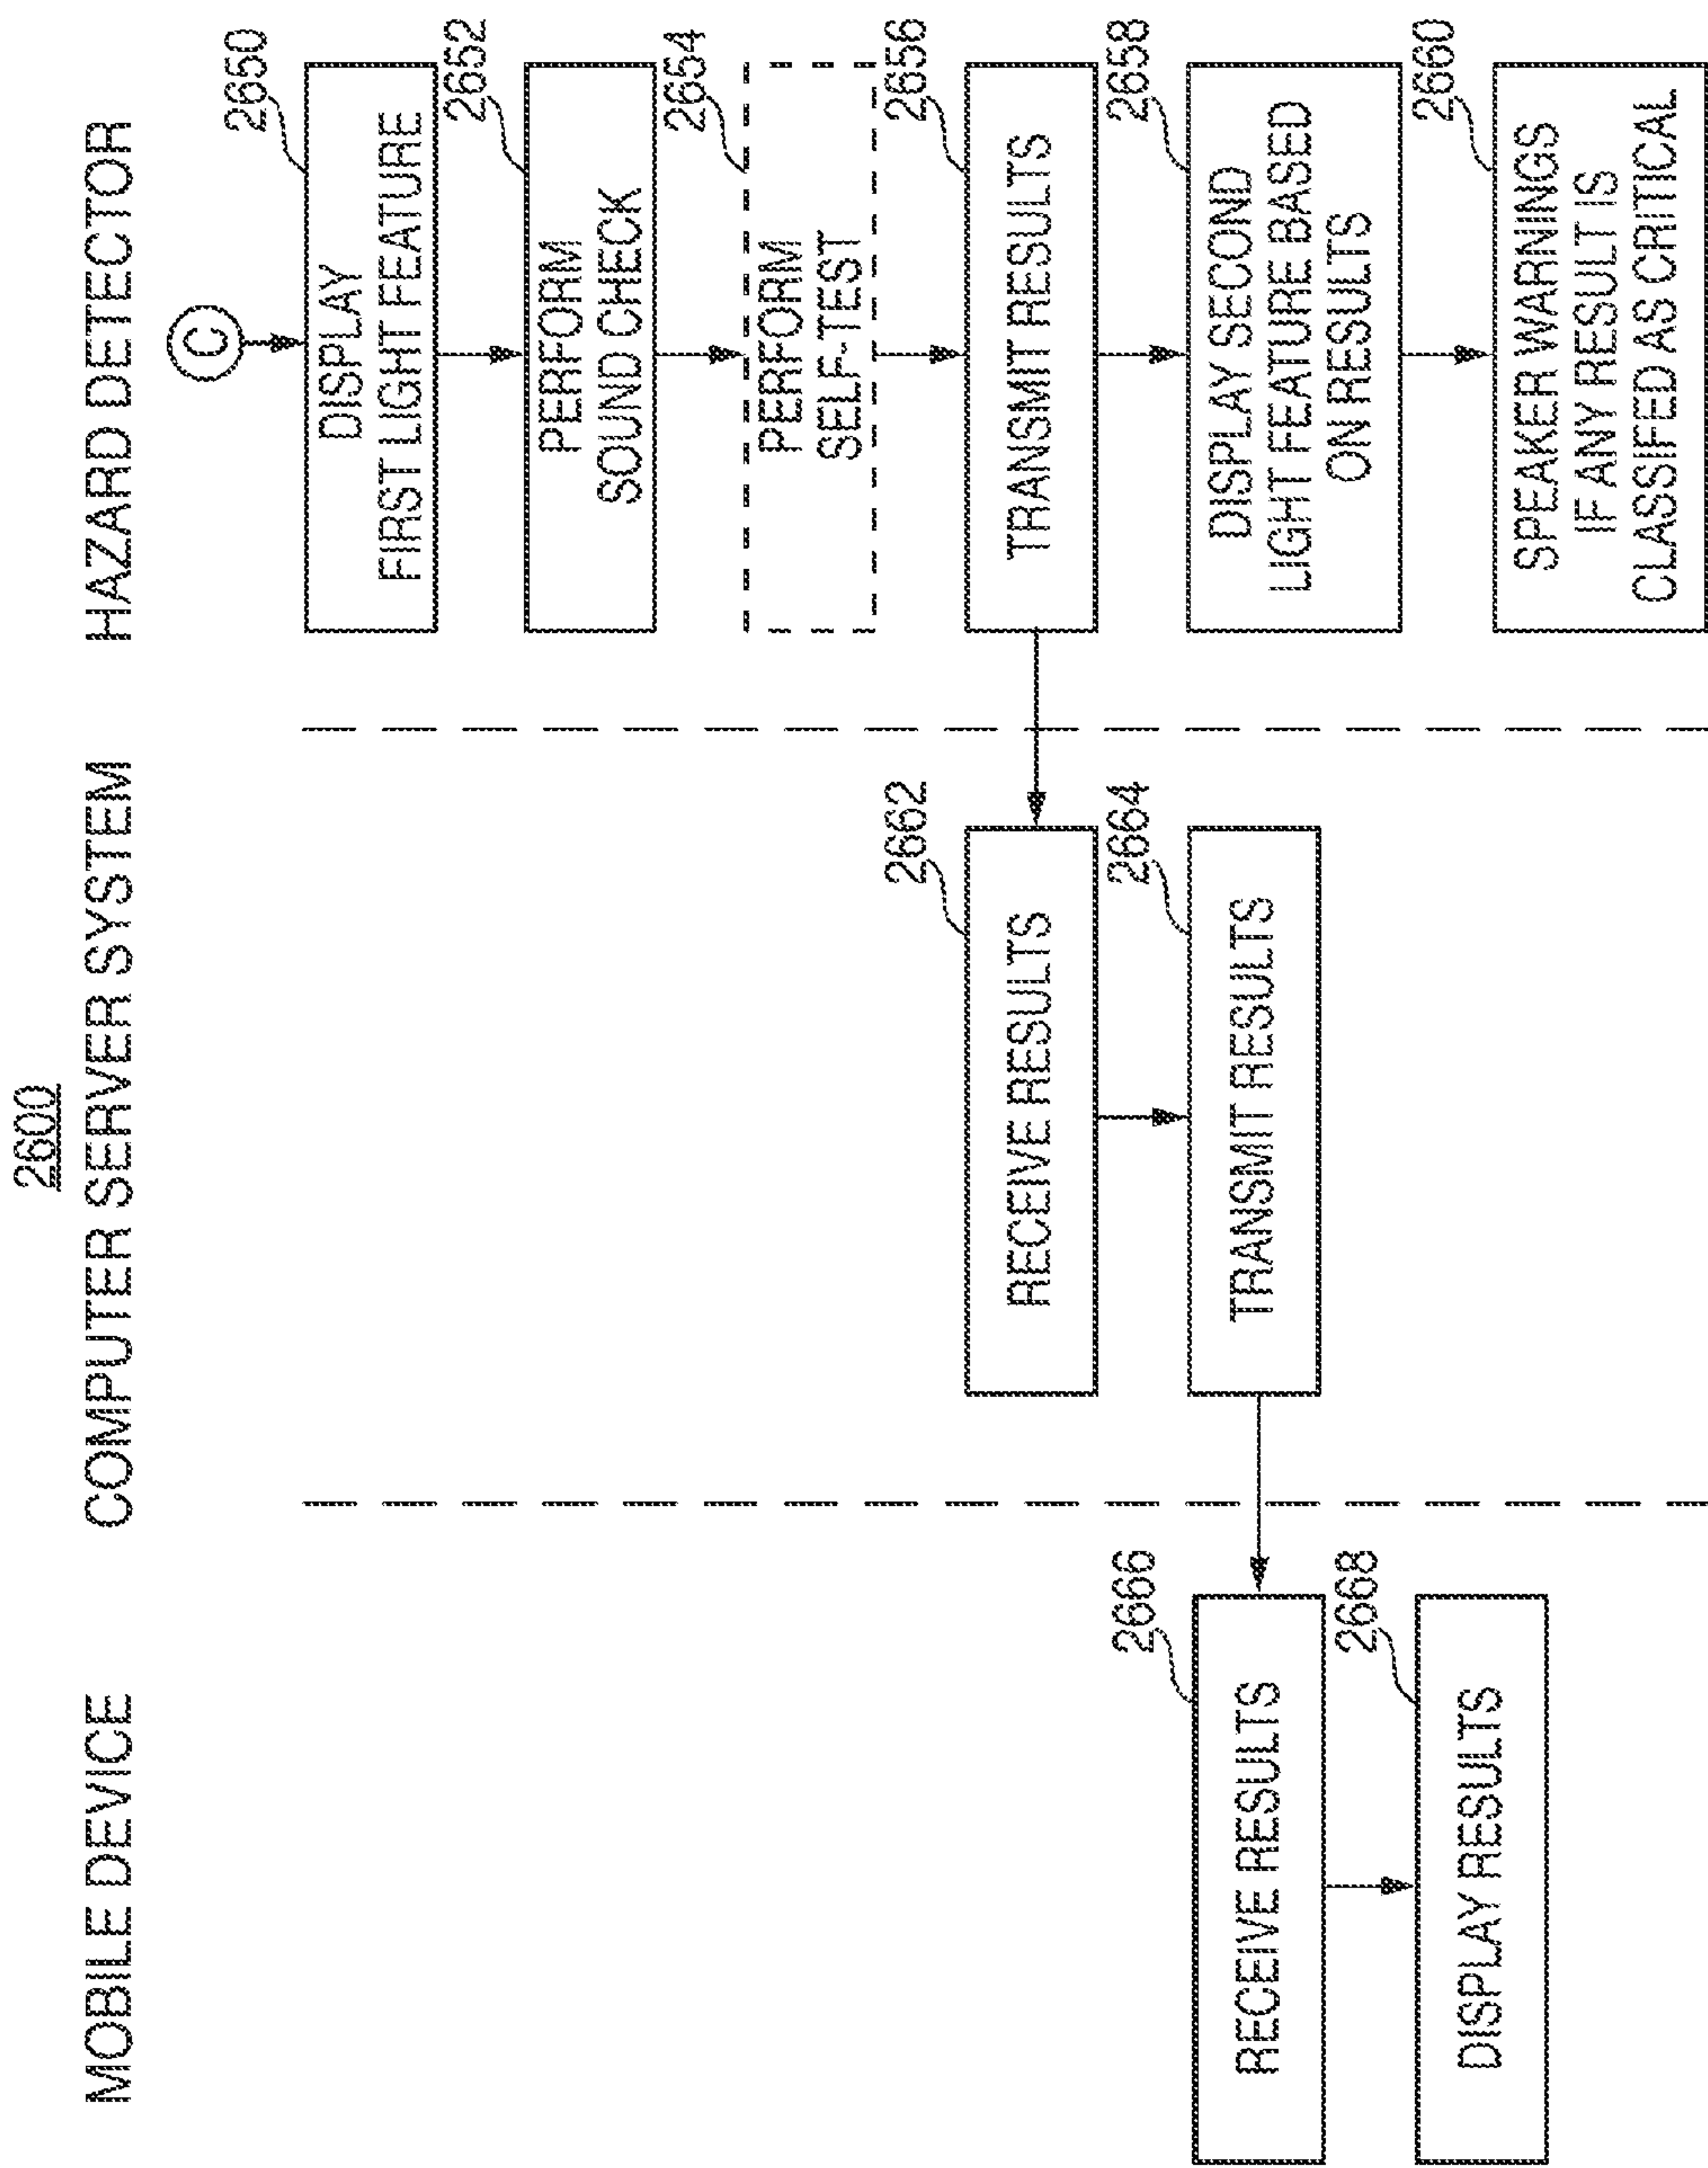 2600
MOBILE DEVICE
COMPUTER SERVER SYSTEM
HAZARD DETECTOR
C
2650
DISPLAY
FIRST LIGHT FEATURE
2652
PERFORM
SOUND CHECK
2654
PERFORM
SELF-TEST
2656
TRANSMIT RESULTS
2662
RECEIVE RESULTS
2658
DISPLAY SECOND
LIGHT FEATURE BASED
ON RESULTS
2664
TRANSMIT RESULTS
2666
RECEIVE RESULTS
2660
SPEAKER WARNINGS
IF ANY RESULT IS
CLASSIFED AS CRITICAL
2668
DISPLAY RESULTS